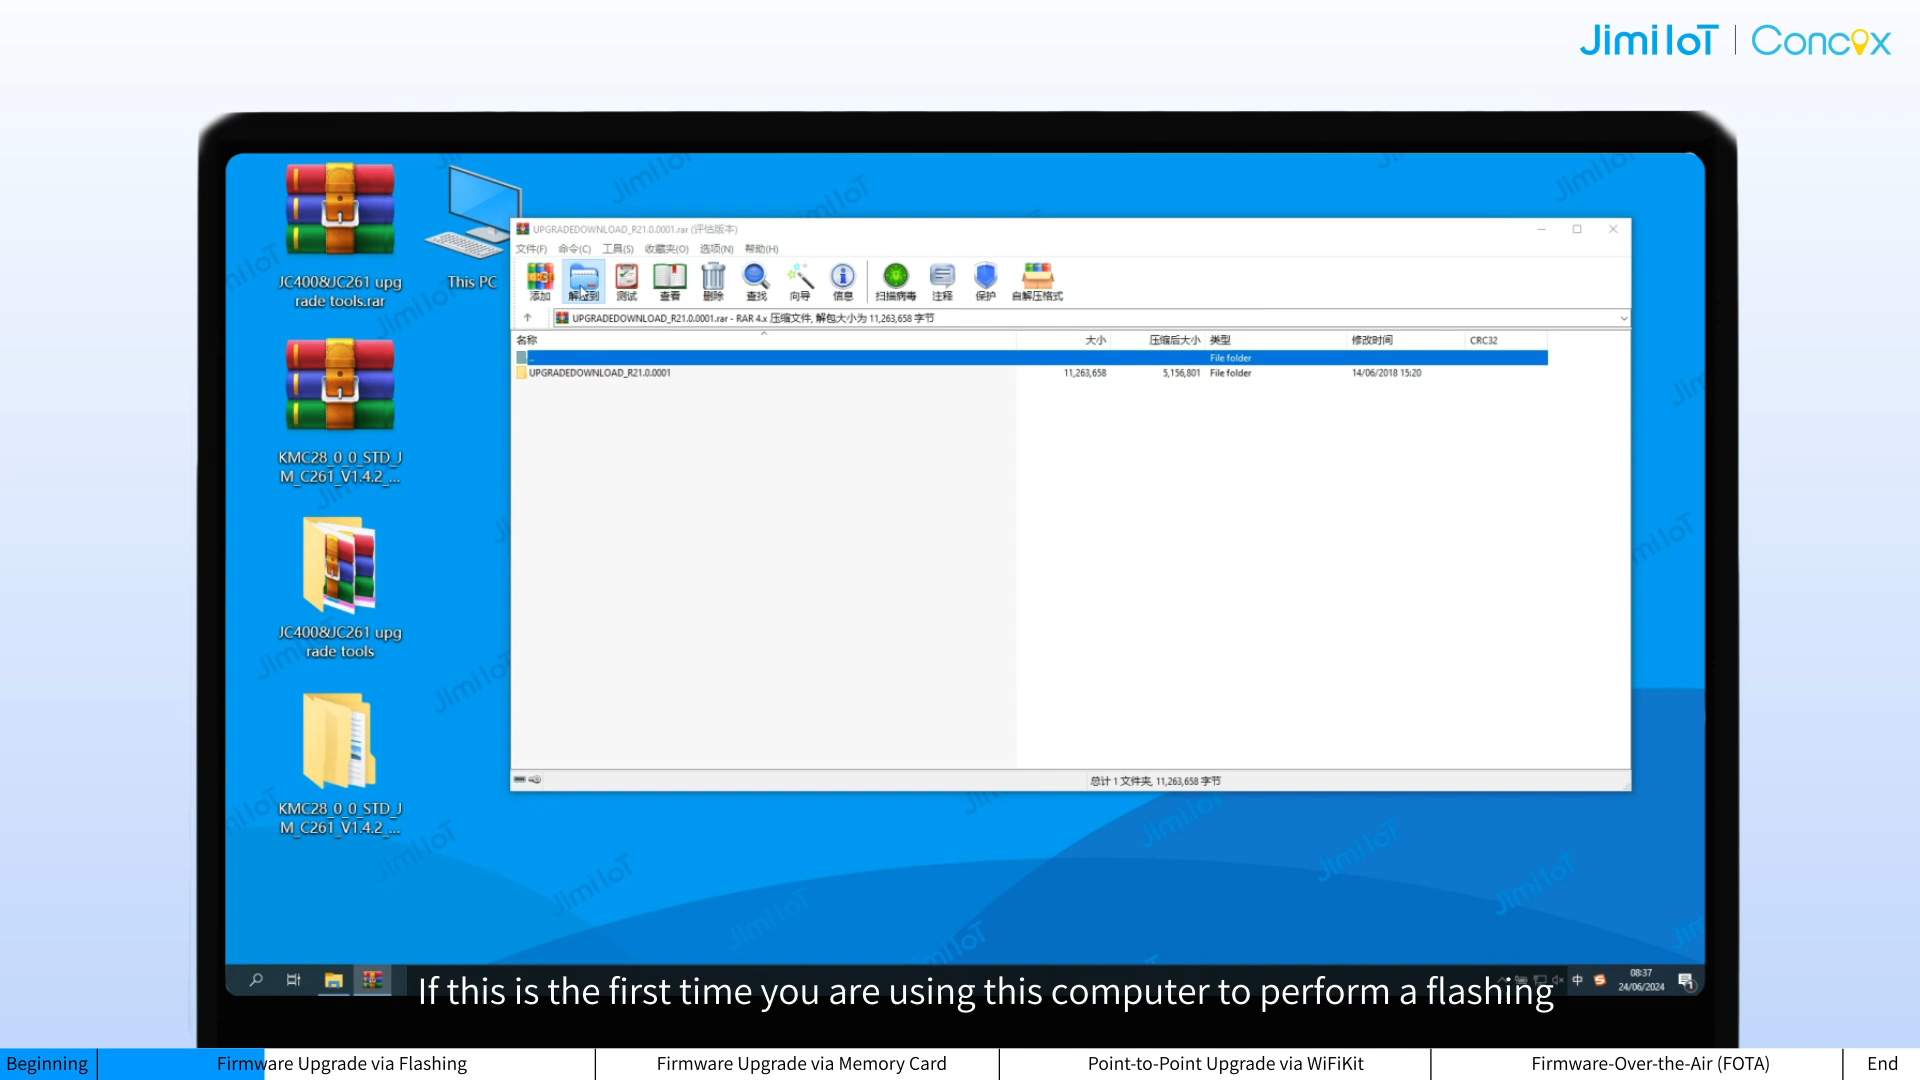 Jimi IoT | Concox
JC400&JC261 upg
rade tools.rar
This PC
KMC28_0_0_STD_J
M_C261_V1.4.2_...
JC400&JC261 upg
rade tools
KMC28_0_0_STD_J
M_C261_V1.4.2_...
UPGRADEDOWNLOAD_R21.0.0001.rar (评估版本)
文件(F) 命令(C) 工具(S) 收藏夹(O) 选项(N) 帮助(H)
添加 解压到 测试 查看 删除 查找 向导 信息 扫描病毒 注释 保护 自解压格式
UPGRADEDOWNLOAD_R21.0.0001.rar - RAR 4.x 压缩文件, 解包大小为 11,263,658 字节
名称 大小 压缩后大小 类型 修改时间 CRC32
.. File folder
UPGRADEDOWNLOAD_R21.0.0001 11,263,658 5,156,801 File folder 14/06/2018 15:20
总计 1 文件夹, 11,263,658 字节
中 08:37
24/06/2024
If this is the first time you are using this computer to perform a flashing
Beginning Firmware Upgrade via Flashing Firmware Upgrade via Memory Card Point-to-Point Upgrade via WiFiKit Firmware-Over-the-Air (FOTA) End